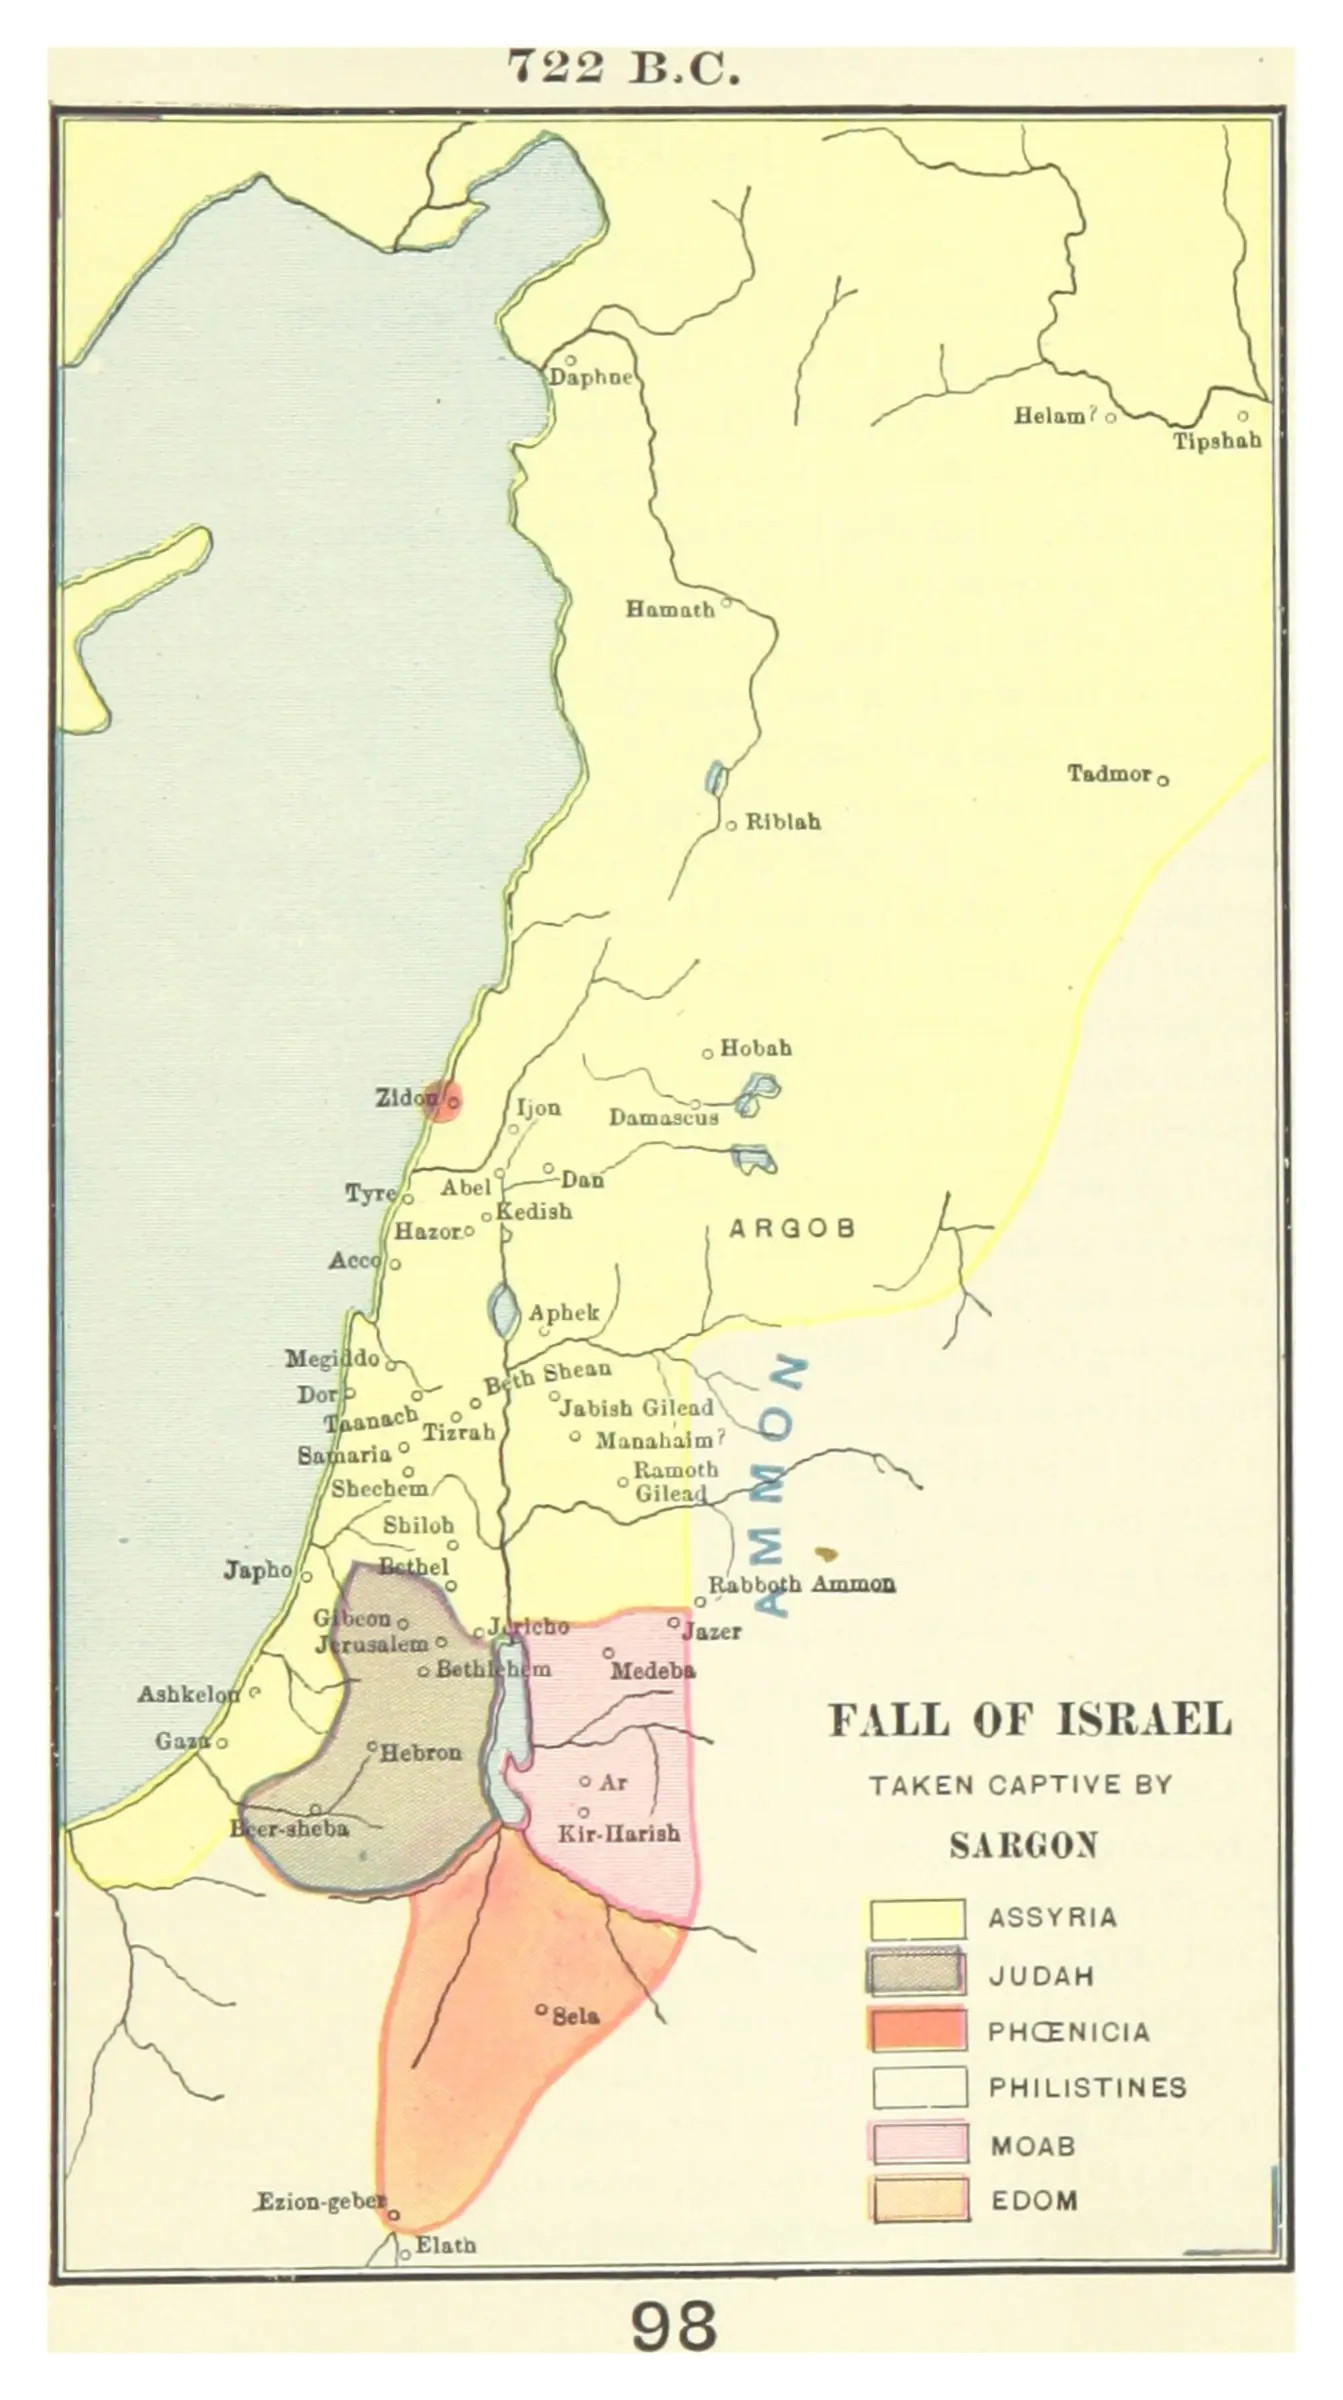 722 B.C.
Daphne
Helam?
Tipshah
Hamath
Tadmor
Riblah
Hobah
Zidon
Ijon
Damascus
Dan
Abel
Tyre
Kedish
Hazor
ARGOB
Acco
Aphek
Megiddo
Beth Shean
Dor
Jabish Gilead
Taanach
Tizrah
Manahaim?
Samaria
Ramoth
Gilead
Shechem
AMMON
Shiloh
Bethel
Japho
Rabboth Ammon
Gibeon
Jericho
Jazer
Jerusalem
Bethlehem
Medeba
Ashkelon
Gaza
Hebron
Ar
Beer-sheba
Kir-Harish
FALL OF ISRAEL
TAKEN CAPTIVE BY
SARGON
ASSYRIA
JUDAH
PHŒNICIA
PHILISTINES
MOAB
EDOM
Sela
Ezion-geber
Elath
98